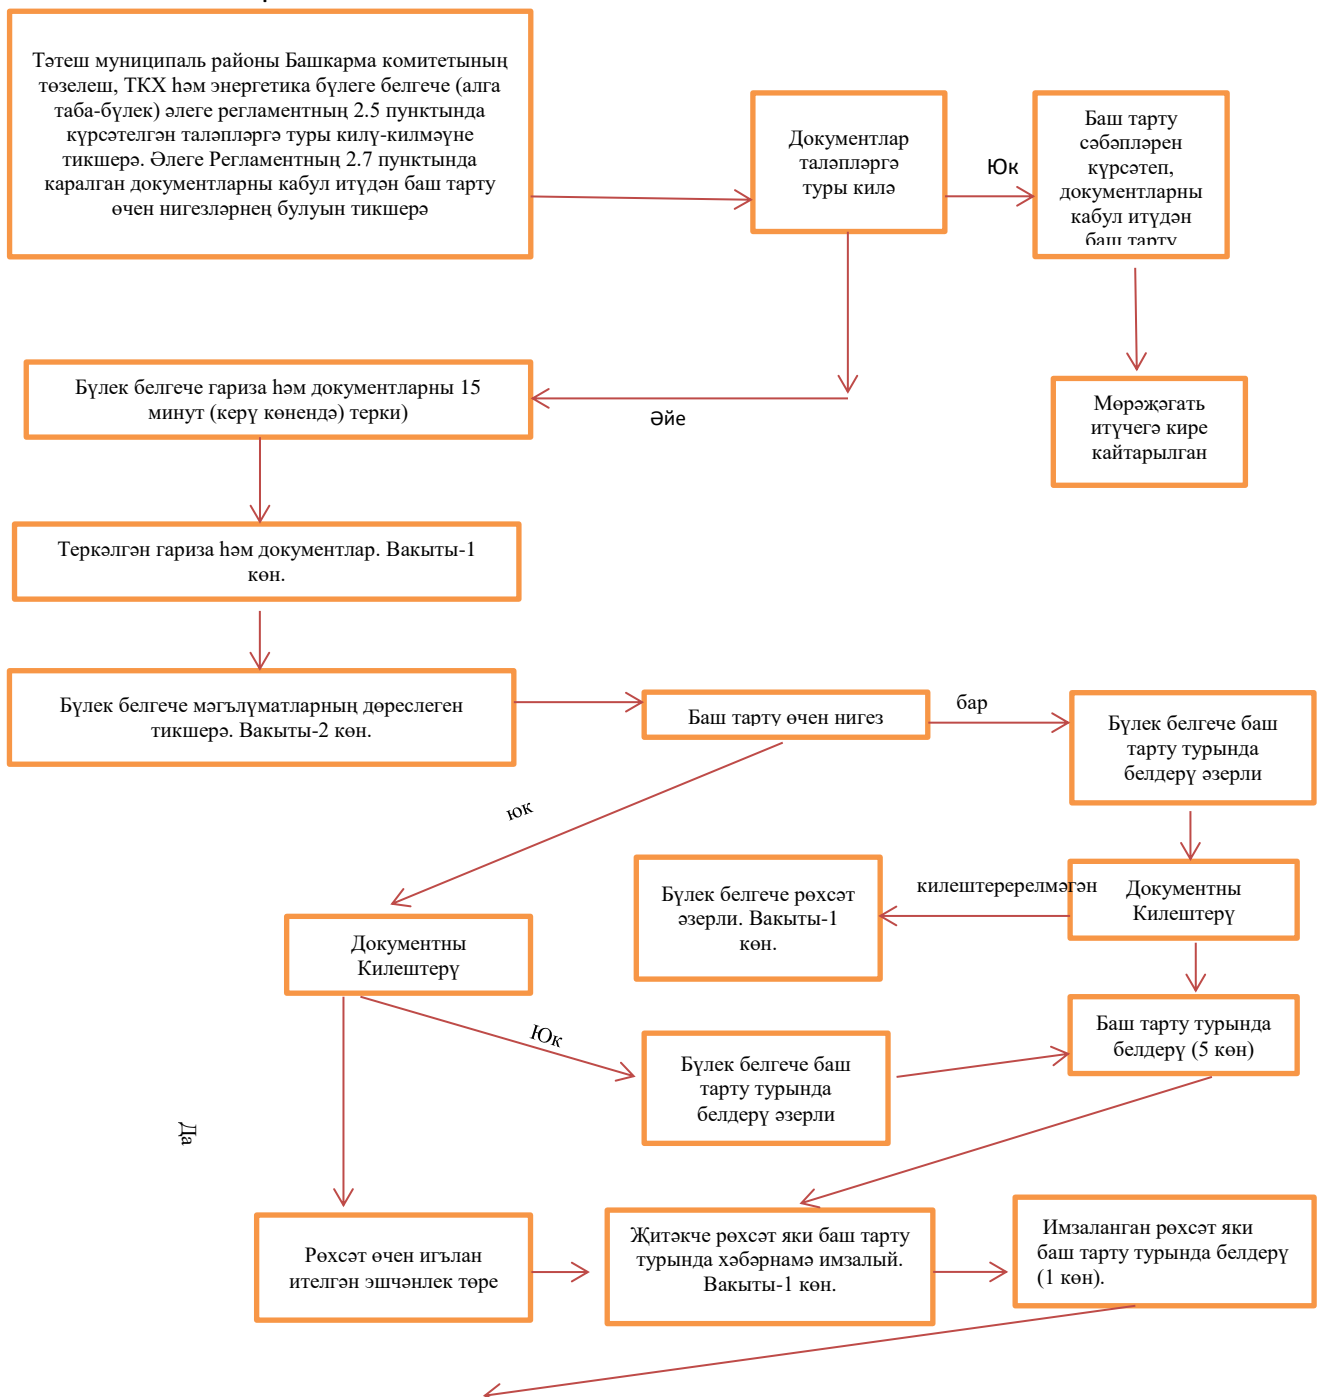 Тәтеш муниципаль районы Башкарма комитетының
төзелеш, ТКХ һәм энергетика бүлеге белгече (алга
таба-бүлек) әлеге регламентның 2.5 пунктында
күрсәтелгән таләпләргә туры килү-килмәүне
тикшерә. Әлеге Регламентның 2.7 пунктында
каралган документларны кабул итүдән баш тарту
өчен нигезләрнең булуын тикшерә
Документлар
таләпләргә
туры килә
Юк
Баш тарту
сәбәпләрен
күрсәтеп,
документларны
кабул итүдән
баш тарту
Бүлек белгече гариза һәм документларны 15
минут (керү көнендә) терки)
Әйе
Мөрәҗәгать
итүчегә кире
кайтарылган
Теркәлгән гариза һәм документлар. Вакыты-1
көн.
Бүлек белгече мәгълүматларның дөреслеген
тикшерә. Вакыты-2 көн.
Баш тарту өчен нигез
бар
Бүлек белгече баш
тарту турында
белдерү әзерли
юк
Бүлек белгече рөхсәт
әзерли. Вакыты-1
көн.
килештеререлмәгән
Документны
Килештерү
Документны
Килештерү
Юк
Бүлек белгече баш
тарту турында
белдерү әзерли
Баш тарту турында
белдерү (5 көн)
Да
Рөхсәт өчен игълан
ителгән эшчәнлек төре
Җитәкче рөхсәт яки баш тарту
турында хәбәрнамә имзалый.
Вакыты-1 көн.
Имзаланган рөхсәт яки
баш тарту турында белдерү
(1 көн).